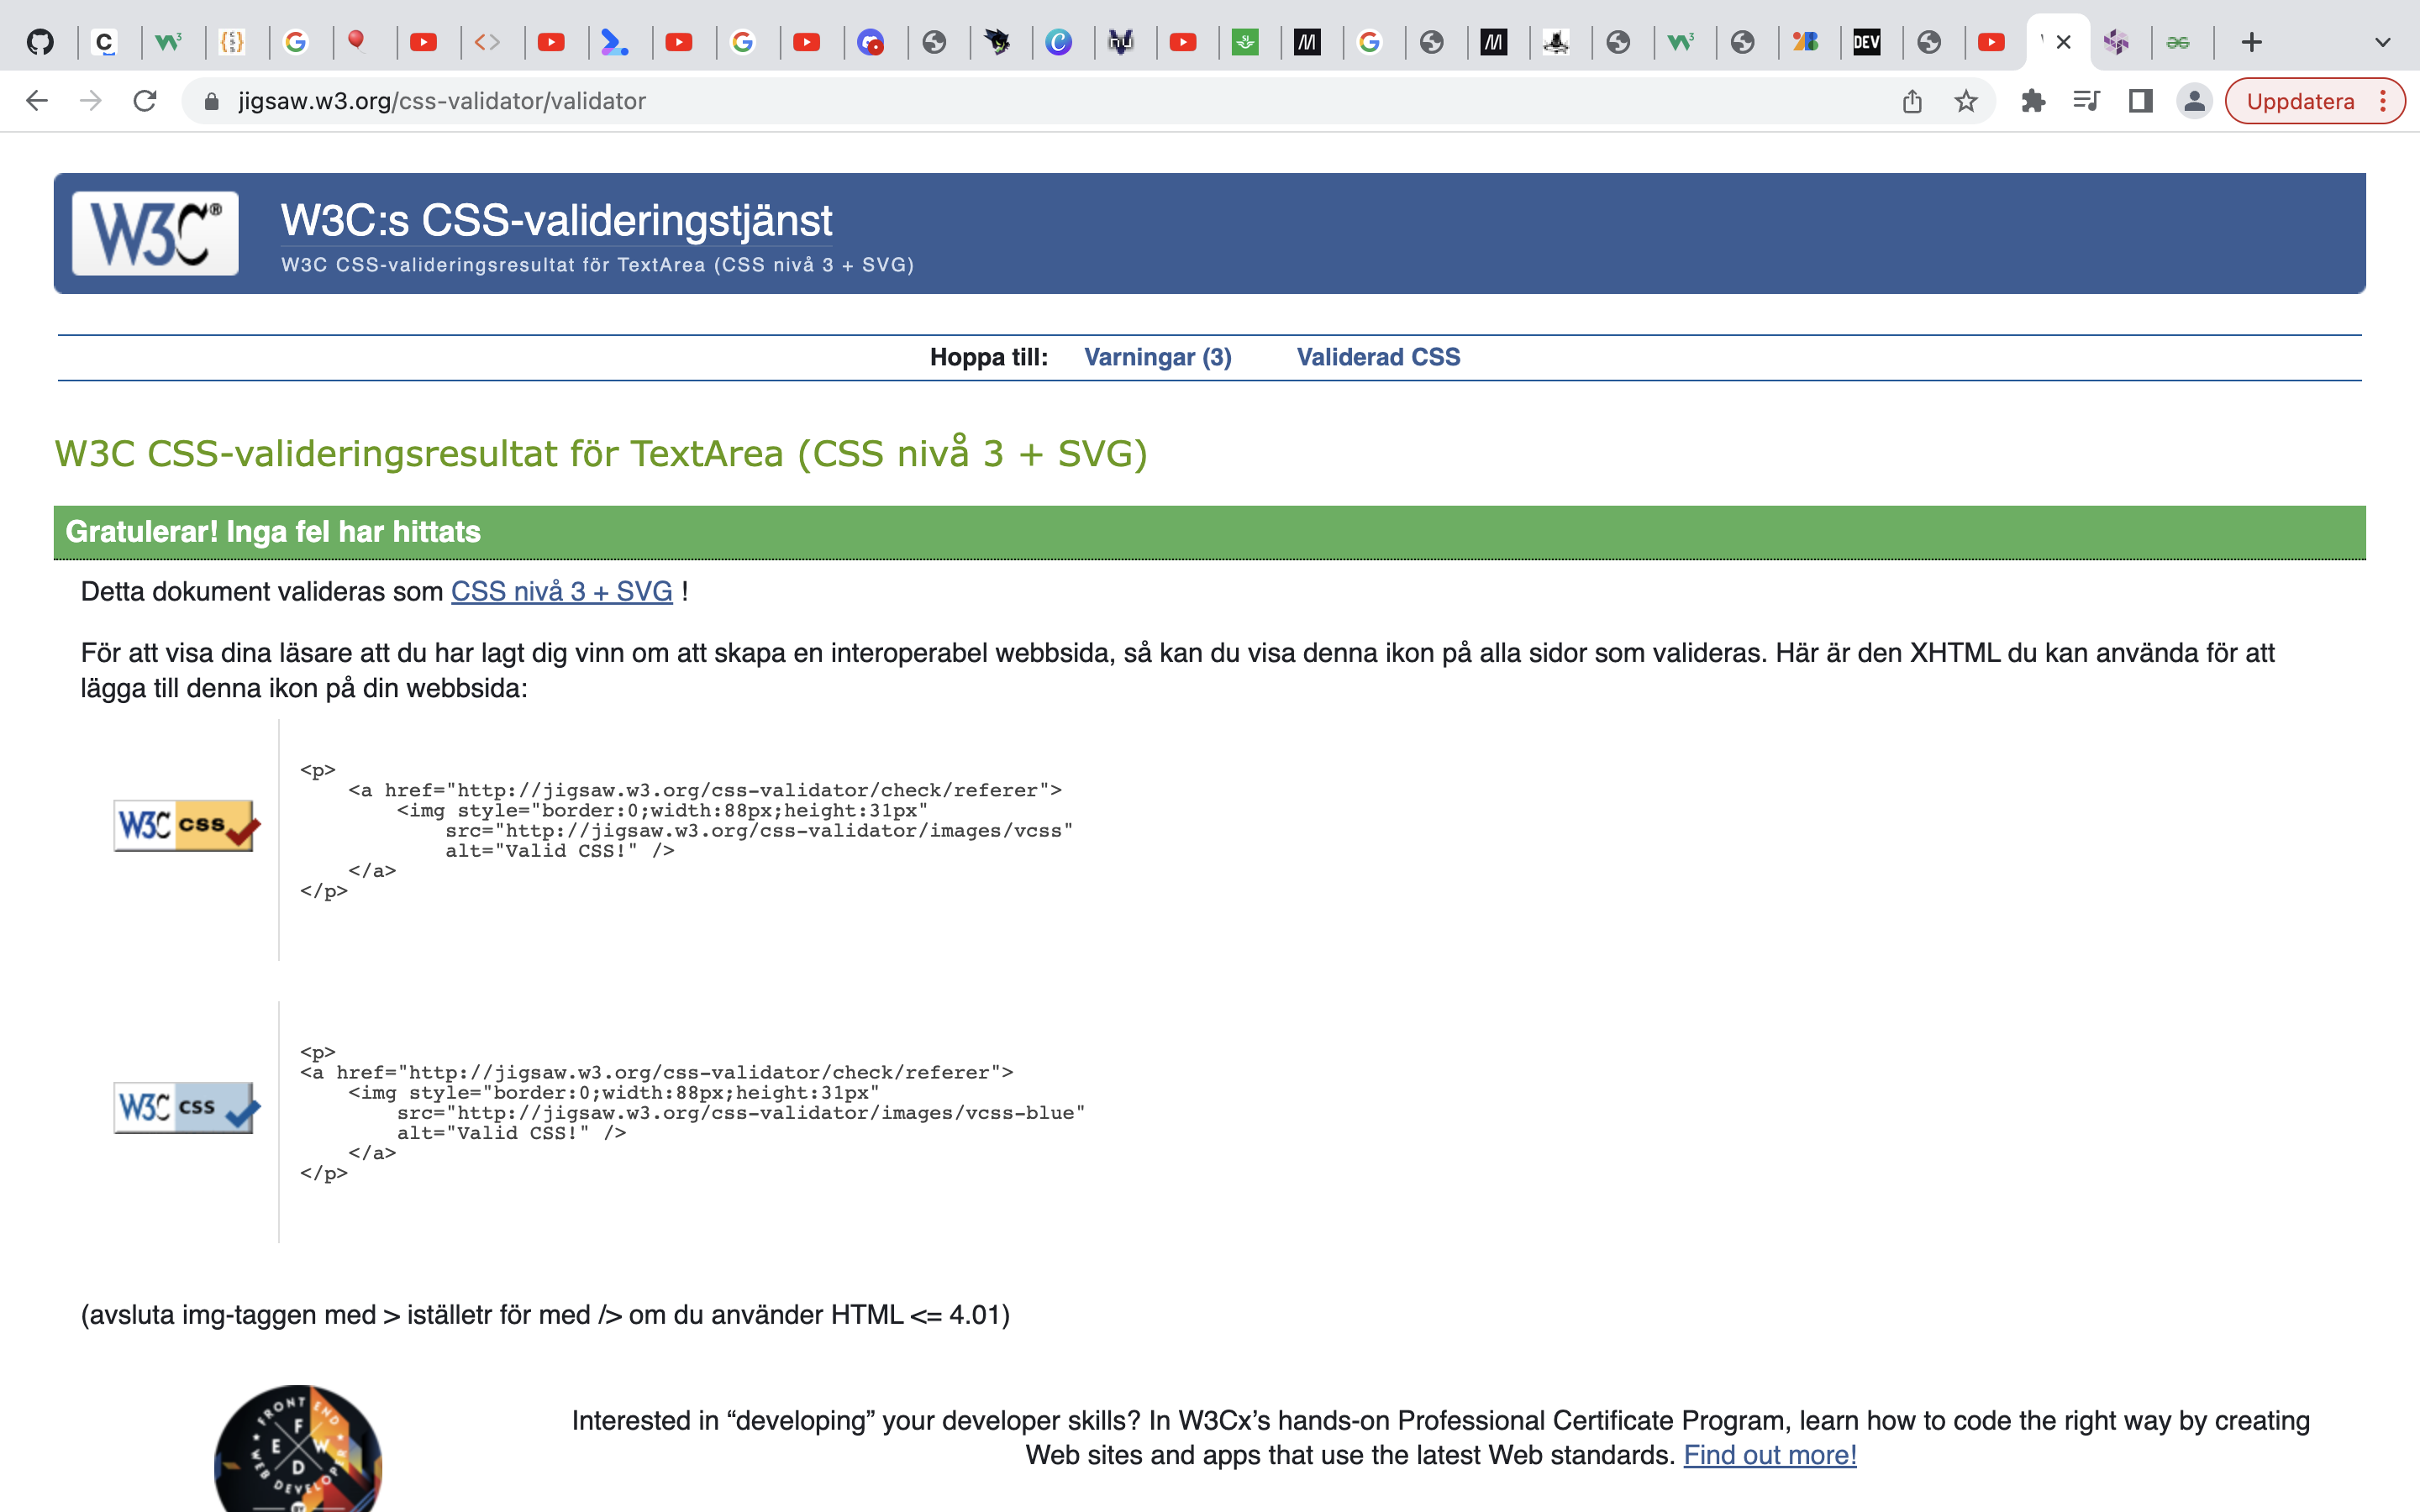 DEV
jigsaw.w3.org/css-validator/validator
Uppdatera
W3C®
W3C:s CSS-valideringstjänst
W3C CSS-valideringsresultat för TextArea (CSS nivå 3 + SVG)
Hoppa till: Varningar (3) Validerad CSS
W3C CSS-valideringsresultat för TextArea (CSS nivå 3 + SVG)
Gratulerar! Inga fel har hittats
Detta dokument valideras som CSS nivå 3 + SVG !
För att visa dina läsare att du har lagt dig vinn om att skapa en interoperabel webbsida, så kan du visa denna ikon på alla sidor som valideras. Här är den XHTML du kan använda för att
lägga till denna ikon på din webbsida:
W3C css
<p>
<a href="http://jigsaw.w3.org/css-validator/check/referer">
<img style="border:0;width:88px;height:31px"
src="http://jigsaw.w3.org/css-validator/images/vcss"
alt="Valid CSS!" />
</a>
</p>
W3C css
<p>
<a href="http://jigsaw.w3.org/css-validator/check/referer">
<img style="border:0;width:88px;height:31px"
src="http://jigsaw.w3.org/css-validator/images/vcss-blue"
alt="Valid CSS!" />
</a>
</p>
(avsluta img-taggen med > iställetr för med /> om du använder HTML <= 4.01)
FRONT END
WEB DEVELOPER
F
E W
D
BY
Interested in “developing” your developer skills? In W3Cx’s hands-on Professional Certificate Program, learn how to code the right way by creating
Web sites and apps that use the latest Web standards. Find out more!